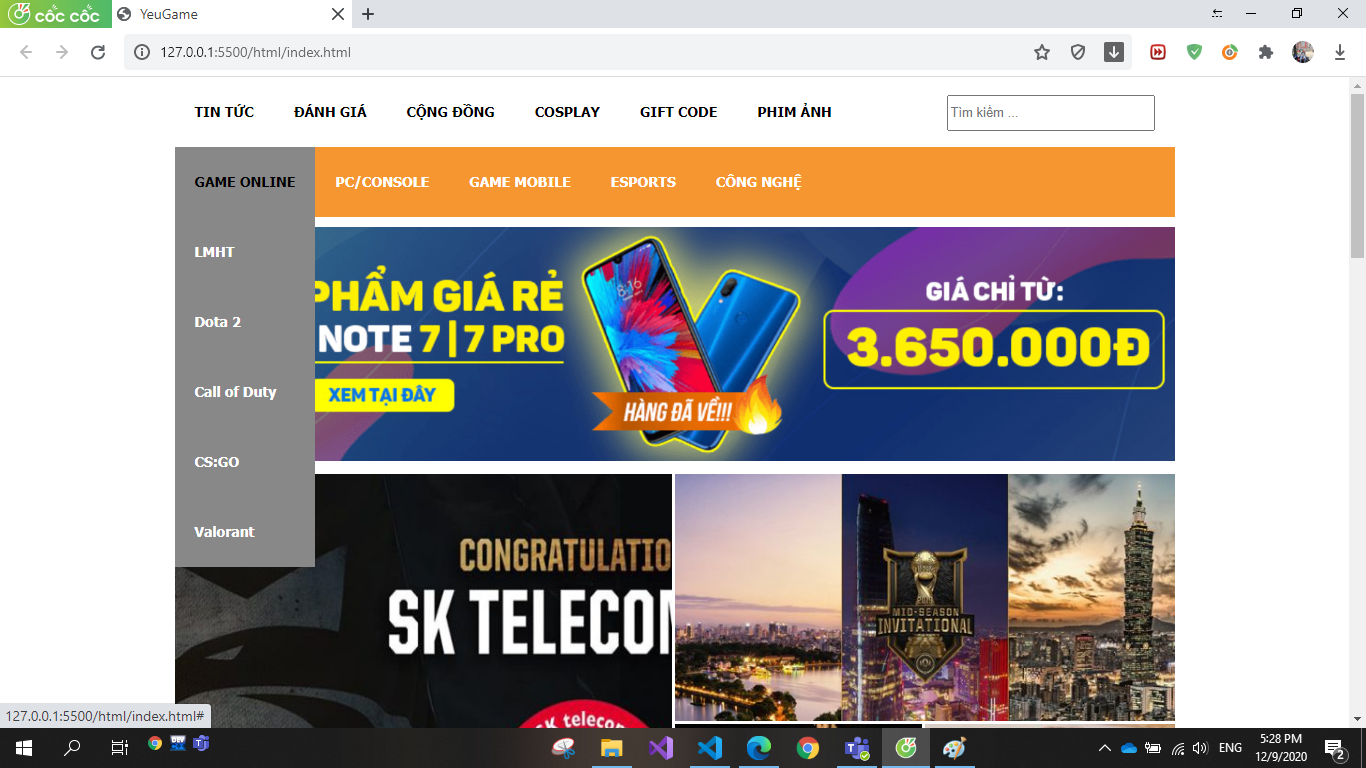 cốc cốc
YeuGame
127.0.0.1:5500/html/index.html
TIN TỨC ĐÁNH GIÁ CỘNG ĐỒNG COSPLAY GIFT CODE PHIM ẢNH
Tìm kiếm ...
GAME ONLINE PC/CONSOLE GAME MOBILE ESPORTS CÔNG NGHỆ
LMHT
Dota 2
Call of Duty
CS:GO
Valorant
PHẨM GIÁ RẺ
NOTE 7|7 PRO
XEM TẠI ĐÂY
8:16
HÀNG ĐÃ VỀ!!!
GIÁ CHỈ TỪ:
3.650.000Đ
CONGRATULATIO
SK TELECOM
SK teleco
MID-SEASON
INVITATIONAL
127.0.0.1:5500/html/index.html#
DEV
ENG
5:28 PM
12/9/2020
2